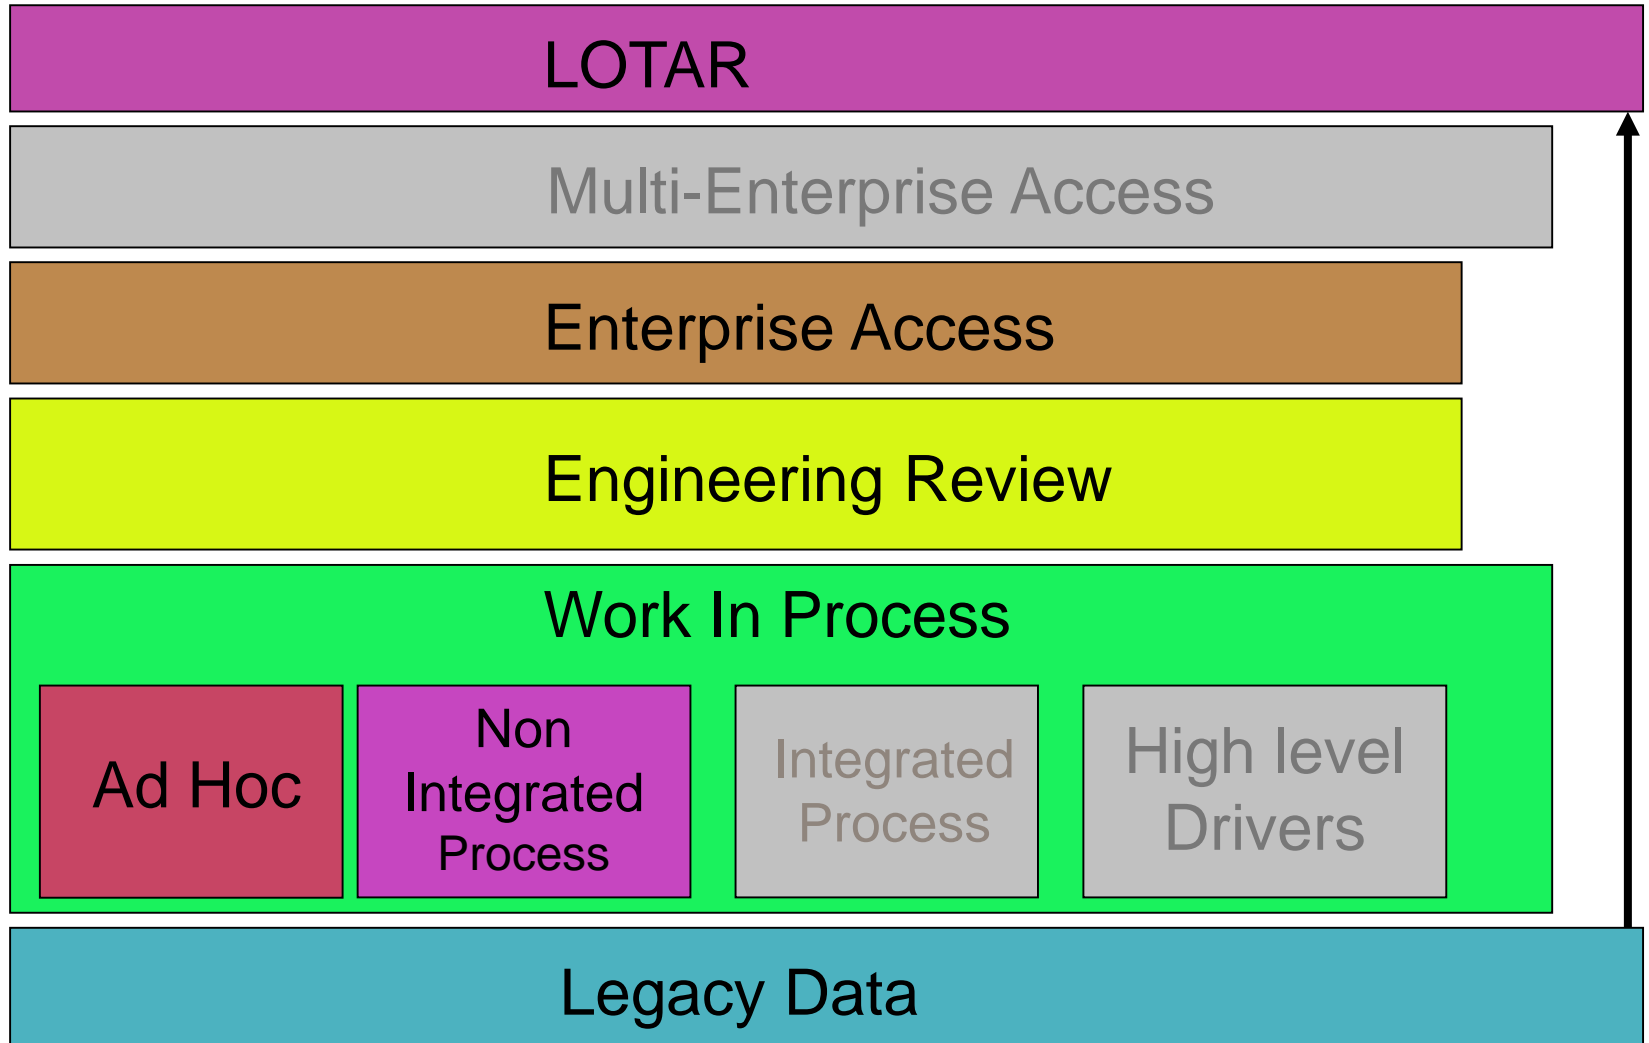 LOTAR
Multi-Enterprise Access
Enterprise Access
Engineering Review
Work In Process
Ad Hoc
Non
Integrated
Process
Integrated
Process
High level
Drivers
Legacy Data